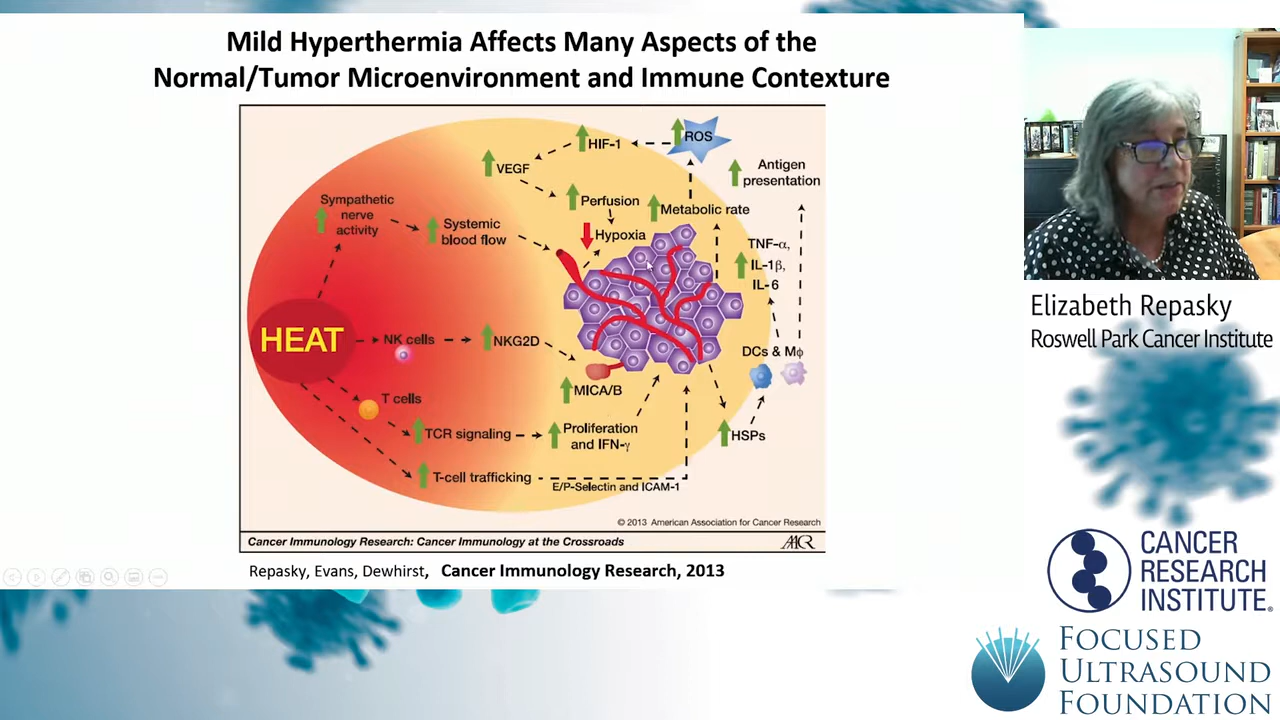 Mild Hyperthermia Affects Many Aspects of the
Normal/Tumor Microenvironment and Immune Contexture
ROS
HIF-1
VEGF
Antigen
presentation
Perfusion
Metabolic rate
Sympathetic
nerve
activity
Systemic
blood flow
Hypoxia
TNF-α,
IL-1β,
IL-6
HEAT
NK cells
NKG2D
DCs & Mϕ
MICA/B
T cells
TCR signaling
Proliferation
and IFN-γ
HSPs
T-cell trafficking
E/P-Selectin and ICAM-1
© 2013 American Association for Cancer Research
Cancer Immunology Research: Cancer Immunology at the Crossroads
AACR
Repasky, Evans, Dewhirst, Cancer Immunology Research, 2013
Elizabeth Repasky
Roswell Park Cancer Institute
CANCER
RESEARCH
INSTITUTE®
FOCUSED
ULTRASOUND
FOUNDATION